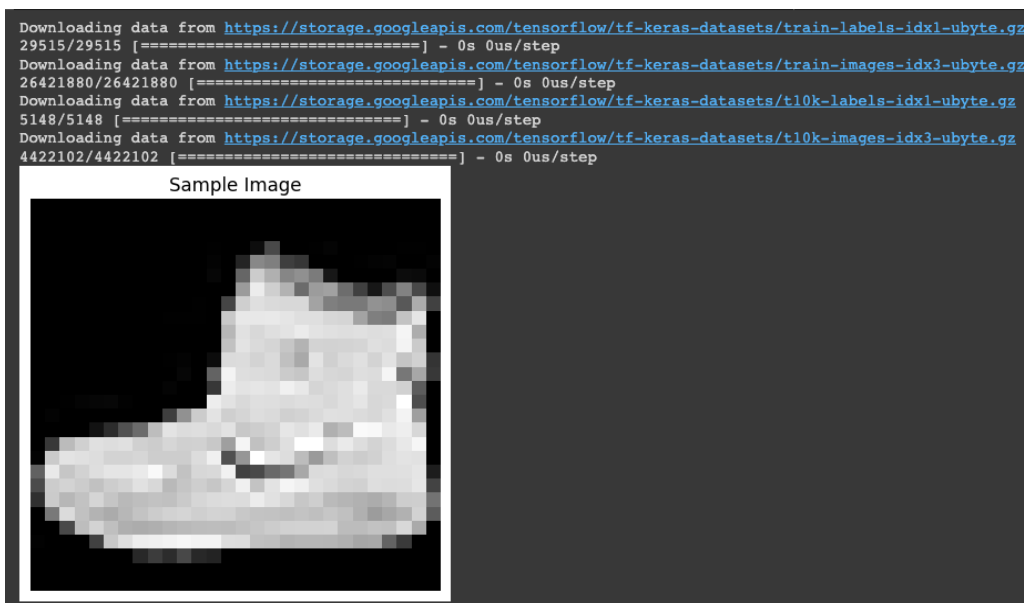 Downloading data from https://storage.googleapis.com/tensorflow/tf-keras-datasets/train-labels-idx1-ubyte.gz
29515/29515 [==============================] - 0s 0us/step
Downloading data from https://storage.googleapis.com/tensorflow/tf-keras-datasets/train-images-idx3-ubyte.gz
26421880/26421880 [==============================] - 0s 0us/step
Downloading data from https://storage.googleapis.com/tensorflow/tf-keras-datasets/t10k-labels-idx1-ubyte.gz
5148/5148 [==============================] - 0s 0us/step
Downloading data from https://storage.googleapis.com/tensorflow/tf-keras-datasets/t10k-images-idx3-ubyte.gz
4422102/4422102 [==============================] - 0s 0us/step
Sample Image